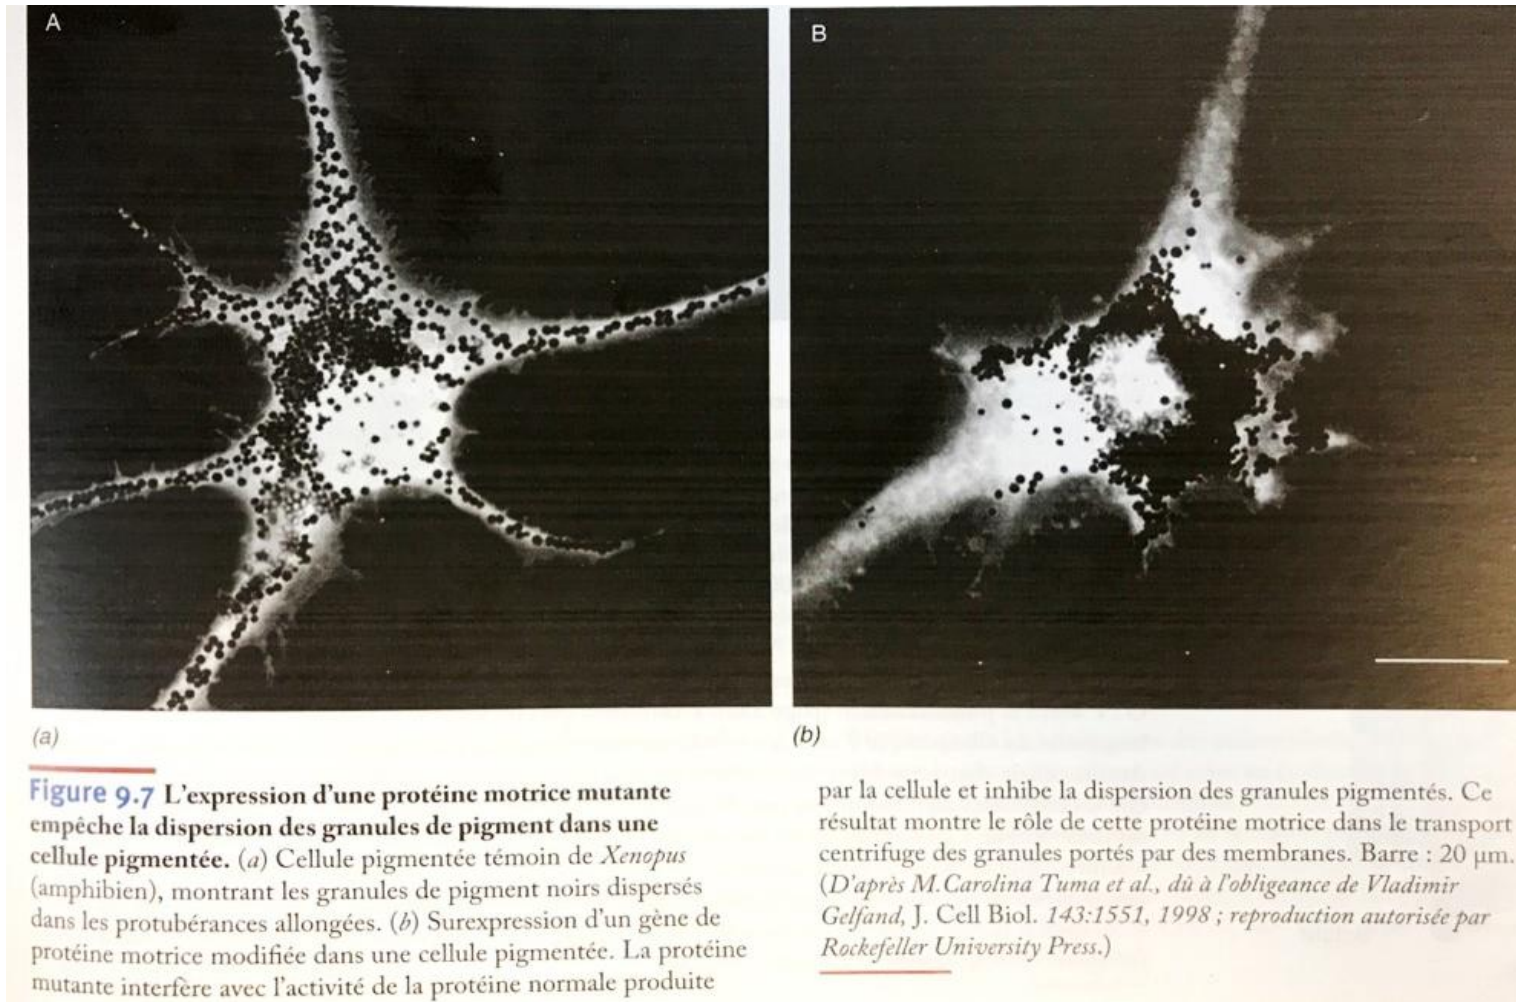 A
B
(a)
(b)
Figure 9.7 L'expression d'une protéine motrice mutante
empêche la dispersion des granules de pigment dans une
cellule pigmentée. (a) Cellule pigmentée témoin de Xenopus
(amphibien), montrant les granules de pigment noirs dispersés
dans les protubérances allongées. (b) Surexpression d'un gène de
protéine motrice modifiée dans une cellule pigmentée. La protéine
mutante interfère avec l'activité de la protéine normale produite
par la cellule et inhibe la dispersion des granules pigmentés. Ce
résultat montre le rôle de cette protéine motrice dans le transport
centrifuge des granules portés par des membranes. Barre : 20 µm.
(D'après M.Carolina Tuma et al., dû à l'obligeance de Vladimir
Gelfand, J. Cell Biol. 143:1551, 1998 ; reproduction autorisée par
Rockefeller University Press.)